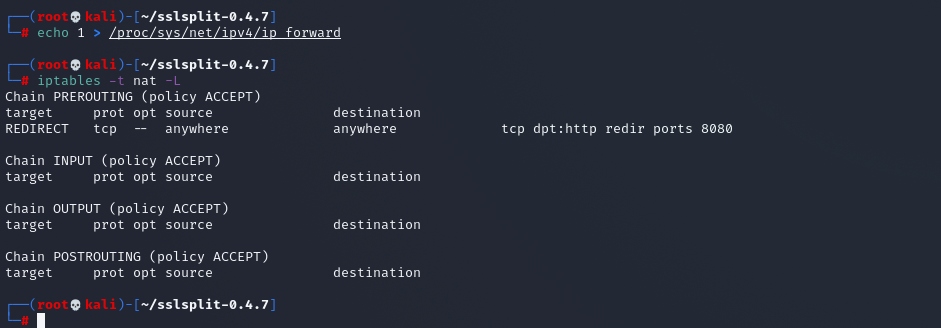 ┌──(root💀kali)-[~/sslsplit-0.4.7]
└─# echo 1 > /proc/sys/net/ipv4/ip_forward
┌──(root💀kali)-[~/sslsplit-0.4.7]
└─# iptables -t nat -L
Chain PREROUTING (policy ACCEPT)
target     prot opt source               destination
REDIRECT   tcp  --  anywhere             anywhere             tcp dpt:http redir ports 8080
Chain INPUT (policy ACCEPT)
target     prot opt source               destination
Chain OUTPUT (policy ACCEPT)
target     prot opt source               destination
Chain POSTROUTING (policy ACCEPT)
target     prot opt source               destination
┌──(root💀kali)-[~/sslsplit-0.4.7]
└─#